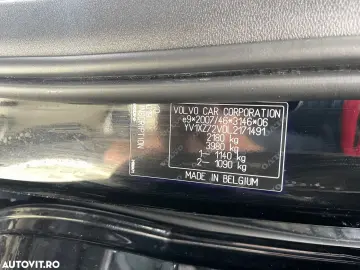 VOLVO CAR CORPORATION
e9*2007/46*3146*06
YV1XZ72VDL2171491
2180 kg
3980 kg
1– 1140 kg
2– 1090 kg
MADE IN BELGIUM
autovit.ro